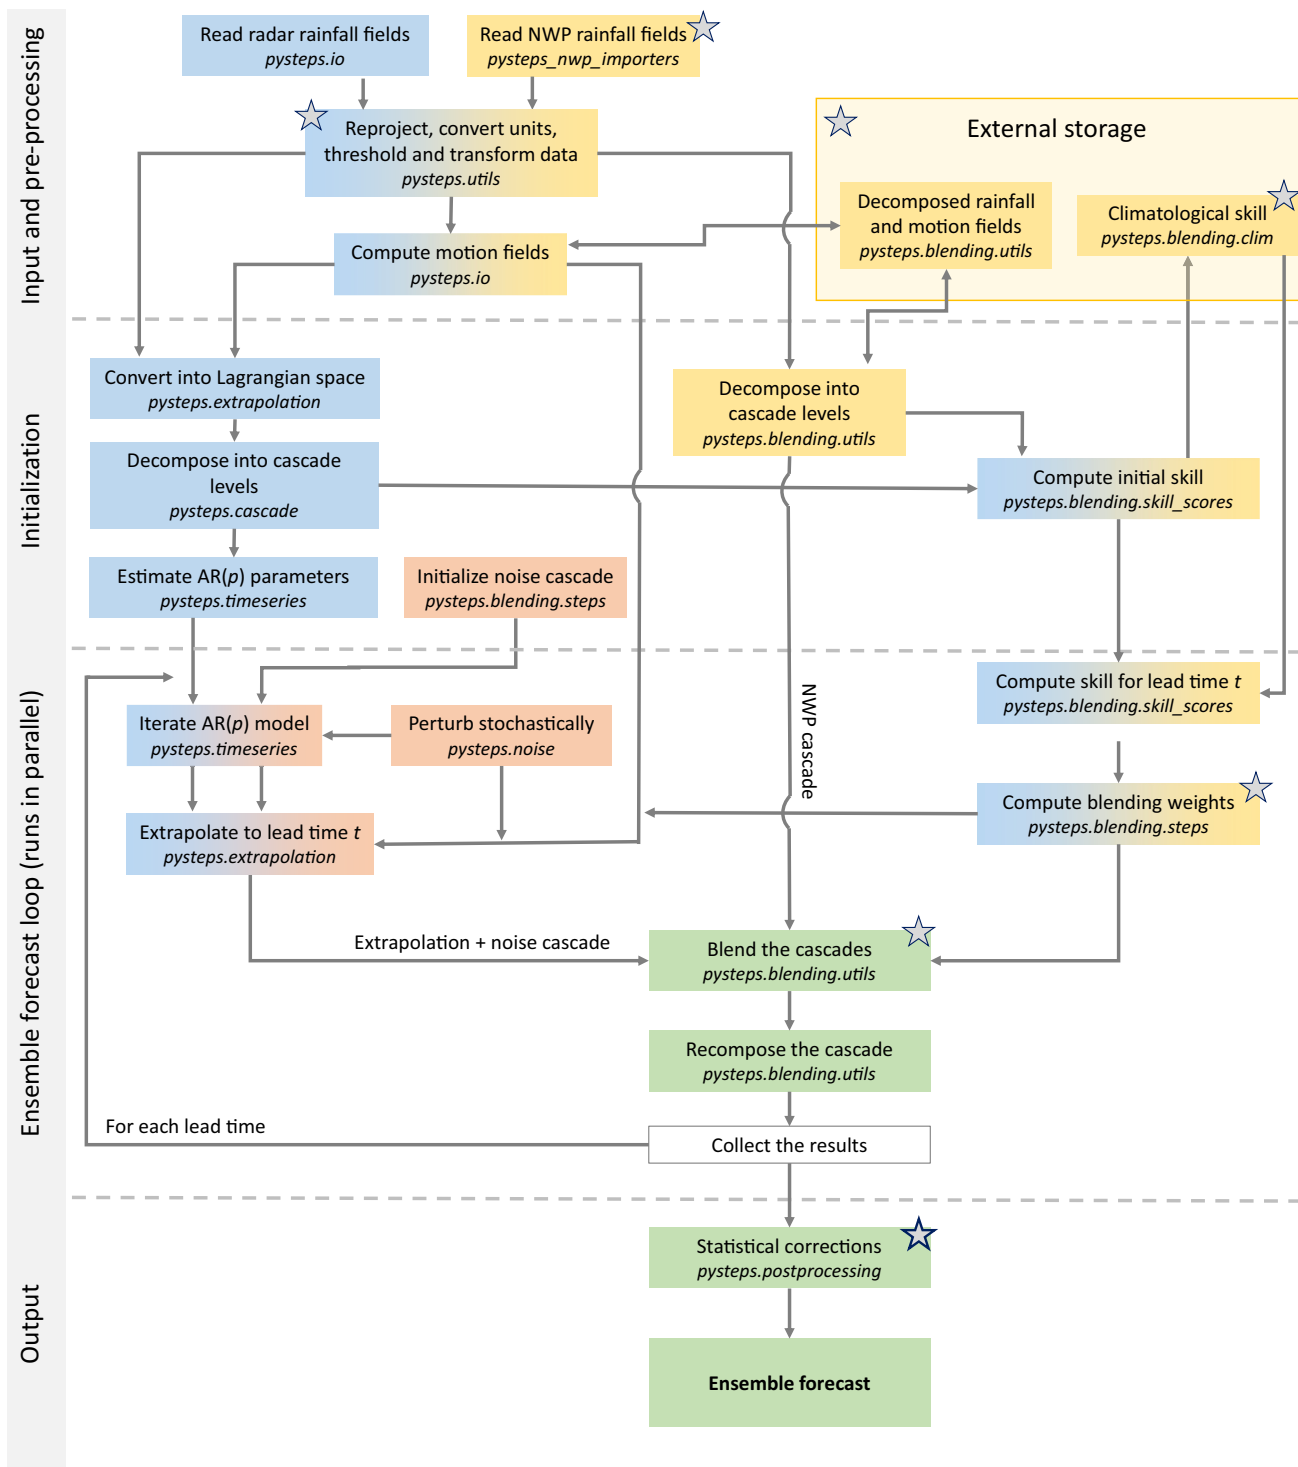 Input and pre-processing
Read radar rainfall fields
pysteps.io
Read NWP rainfall fields
pysteps_nwp_importers
Reproject, convert units,
threshold and transform data
pysteps.utils
Compute motion fields
pysteps.io
External storage
Decomposed rainfall
and motion fields
pysteps.blending.utils
Climatological skill
pysteps.blending.clim
Initialization
Convert into Lagrangian space
pysteps.extrapolation
Decompose into cascade
levels
pysteps.cascade
Estimate AR(p) parameters
pysteps.timeseries
Initialize noise cascade
pysteps.blending.steps
Decompose into
cascade levels
pysteps.blending.utils
Compute initial skill
pysteps.blending.skill_scores
Ensemble forecast loop (runs in parallel)
Iterate AR(p) model
pysteps.timeseries
Perturb stochastically
pysteps.noise
Extrapolate to lead time t
pysteps.extrapolation
NWP cascade
Compute skill for lead time t
pysteps.blending.skill_scores
Compute blending weights
pysteps.blending.steps
Extrapolation + noise cascade
Blend the cascades
pysteps.blending.utils
Recompose the cascade
pysteps.blending.utils
For each lead time
Collect the results
Output
Statistical corrections
pysteps.postprocessing
Ensemble forecast